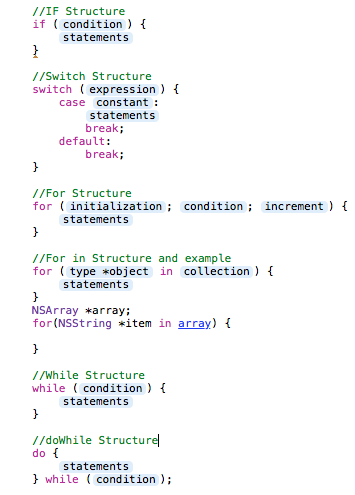 //IF Structure
if (condition) {
    statements
}
//Switch Structure
switch (expression) {
    case constant:
        statements
        break;
    default:
        break;
}
//For Structure
for (initialization; condition; increment) {
    statements
}
//For in Structure and example
for (type *object in collection) {
    statements
}
NSArray *array;
for(NSString *item in array) {
}
//While Structure
while (condition) {
    statements
}
//doWhile Structure
do {
    statements
} while (condition);